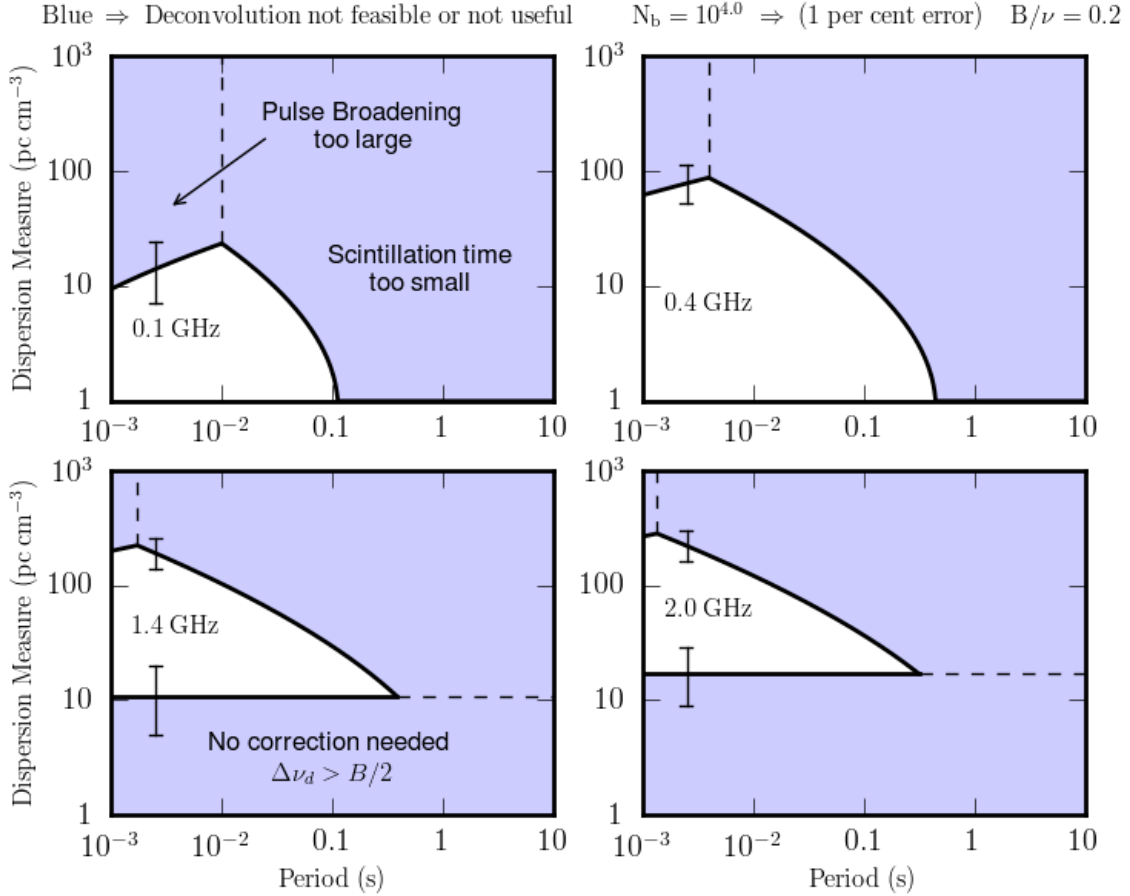 Blue ⇒ Deconvolution not feasible or not useful
N_b = 10^{4.0} ⇒ (1 per cent error) B/ν = 0.2
Dispersion Measure (pc cm^{−3})
10^3
100
10
1
Pulse Broadening
too large
Scintillation time
too small
0.1 GHz
10^{−3} 10^{−2} 0.1 1 10
10^3
100
10
1
0.4 GHz
10^{−3} 10^{−2} 0.1 1 10
Dispersion Measure (pc cm^{−3})
10^3
100
10
1
1.4 GHz
No correction needed
Δν_d > B/2
10^{−3} 10^{−2} 0.1 1 10
Period (s)
10^3
100
10
1
2.0 GHz
10^{−3} 10^{−2} 0.1 1 10
Period (s)